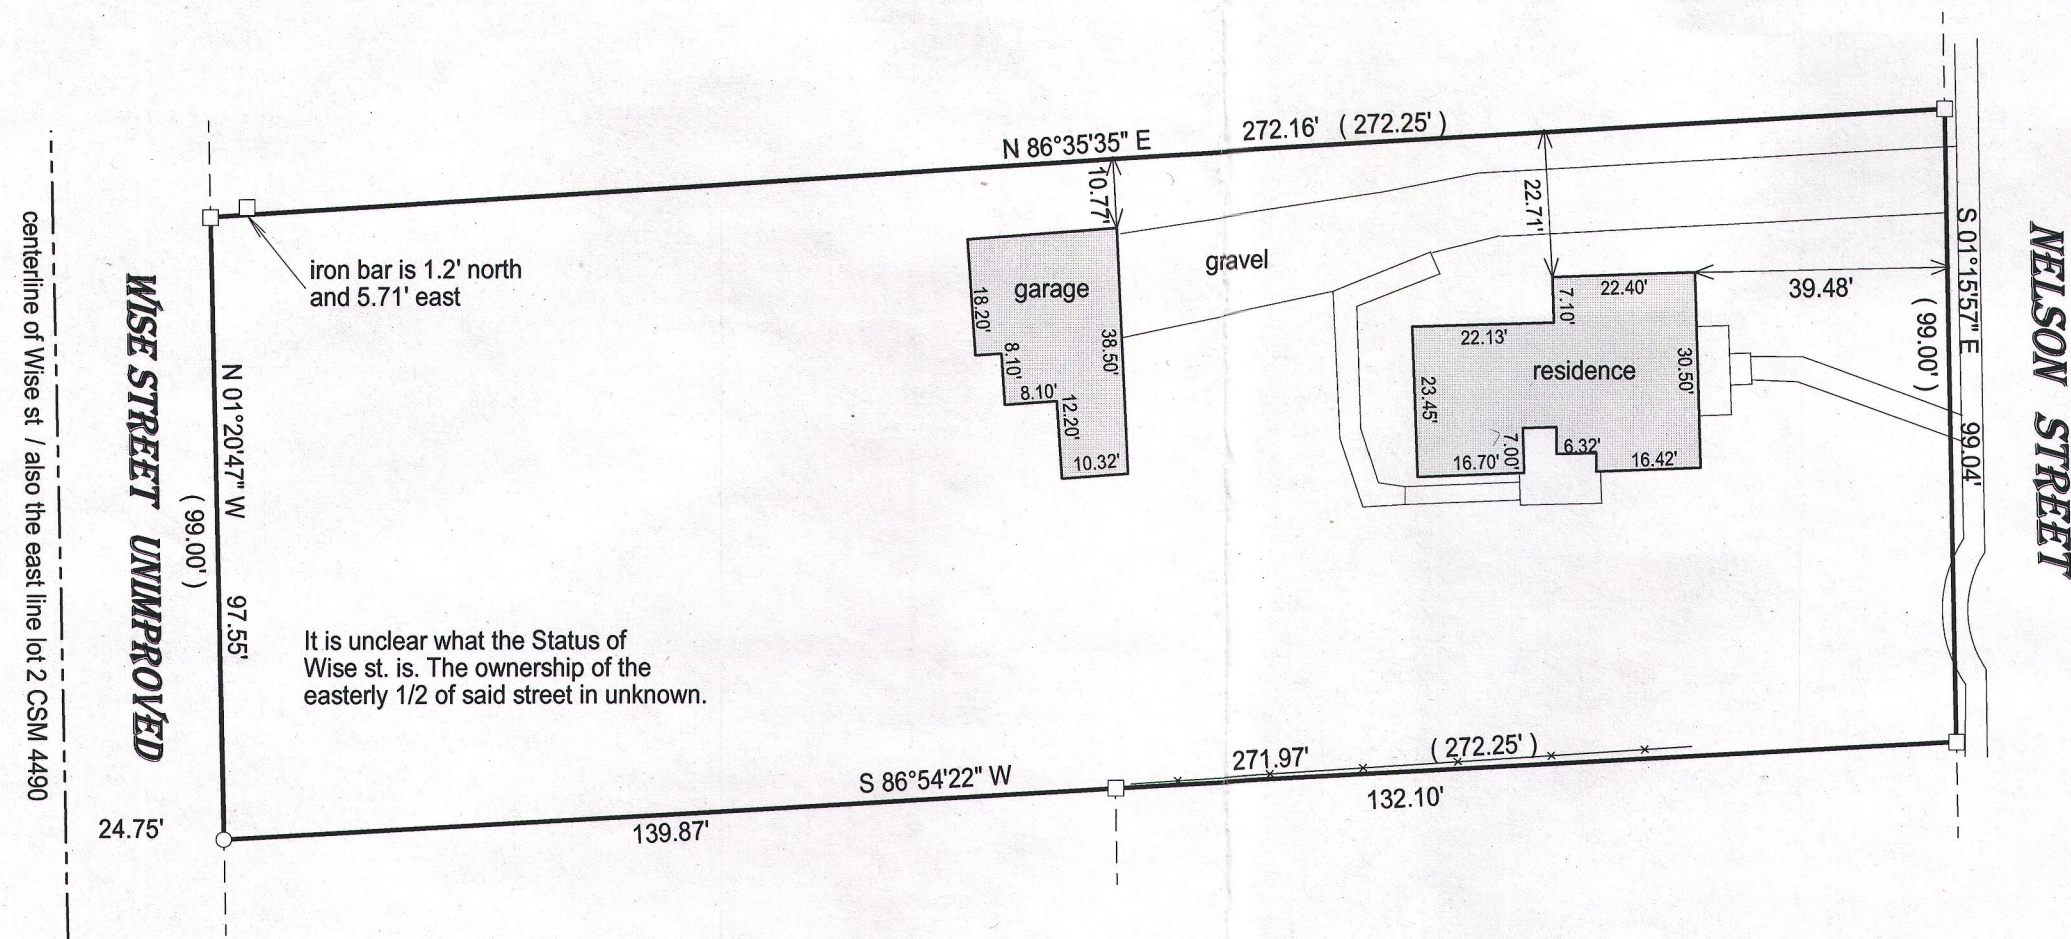 N 86°35'35" E
272.16' ( 272.25' )
10.77'
22.71'
iron bar is 1.2' north
and 5.71' east
garage
18.20'
8.10'
8.10'
12.20'
38.50'
10.32'
gravel
22.40'
7.10'
22.13'
residence
23.45'
30.50'
16.70'
7.00'
6.32'
16.42'
39.48'
S 01°15'57" E
99.04'
( 99.00' )
NELSON STREET
centerline of Wise st / also the east line lot 2 CSM 4490
WISE STREET UNIMPROVED
N 01°20'47" W
97.55'
( 99.00' )
It is unclear what the Status of
Wise st. is. The ownership of the
easterly 1/2 of said street in unknown.
24.75'
S 86°54'22" W
271.97'
( 272.25' )
139.87'
132.10'